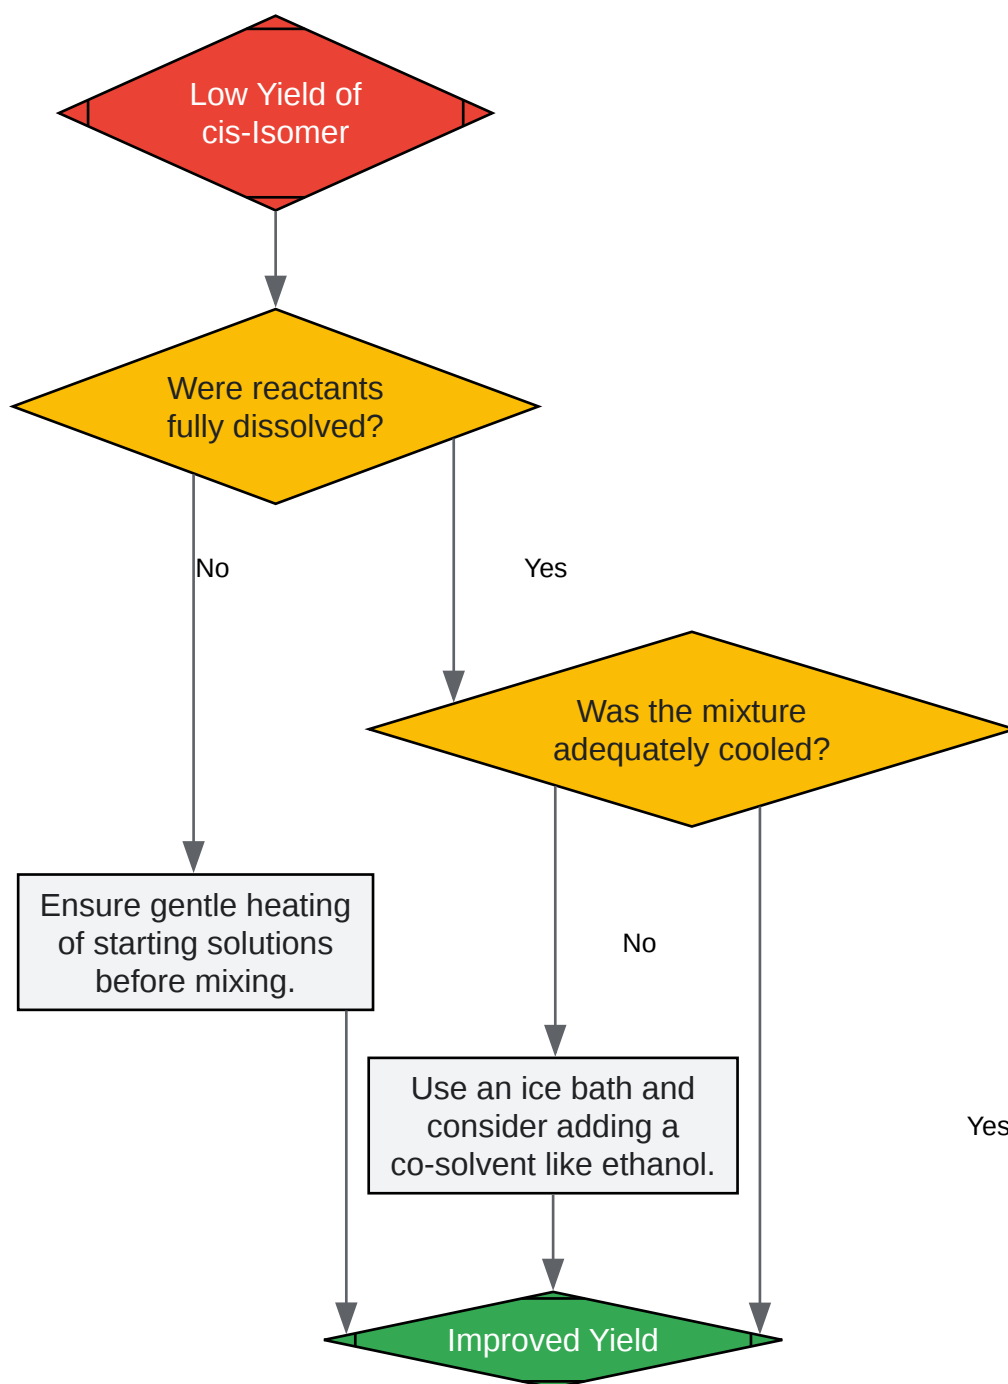 Low Yield of
cis-Isomer
Were reactants
fully dissolved?
No
Yes
Was the mixture
adequately cooled?
Ensure gentle heating
of starting solutions
before mixing.
No
Use an ice bath and
consider adding a
co-solvent like ethanol.
Yes
Improved Yield